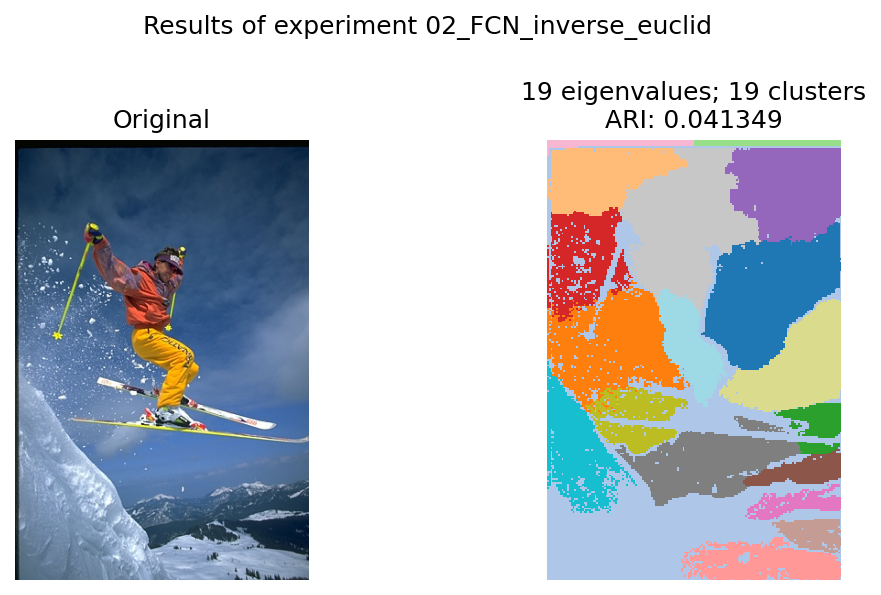 Results of experiment 02_FCN_inverse_euclid
Original
19 eigenvalues; 19 clusters
ARI: 0.041349